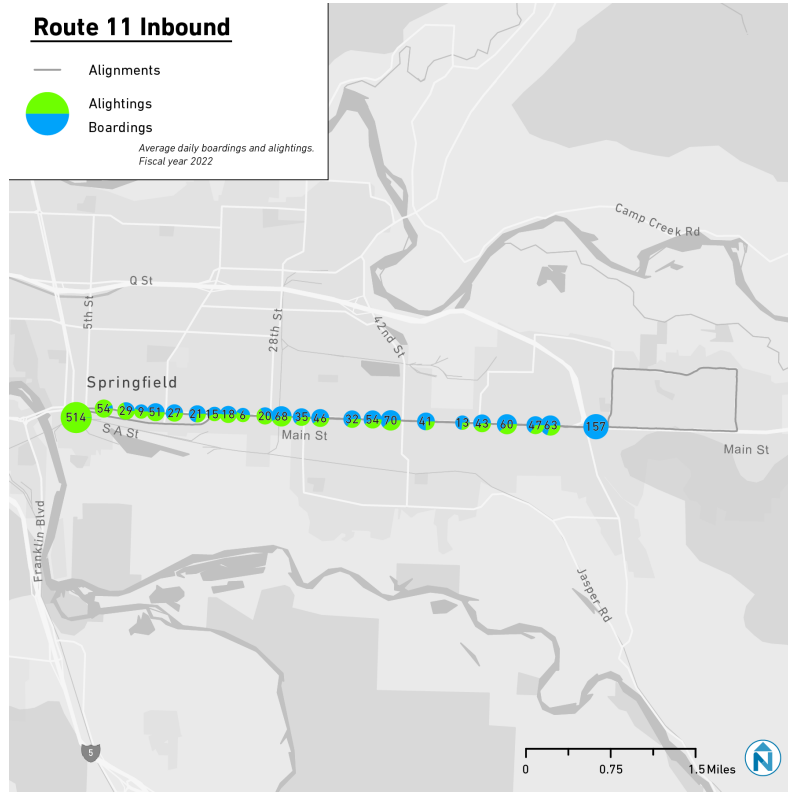 Route 11 Inbound
Alignments
Alightings
Boardings
Average daily boardings and alightings.
Fiscal year 2022
Camp Creek Rd
Q St
5th St
28th St
42nd St
Springfield
514
54
29
9
51
27
21
15
18
6
20
68
35
46
32
54
70
41
13
43
60
47
63
157
S A St
Main St
Main St
Franklin Blvd
Jasper Rd
5
0
0.75
1.5 Miles
N